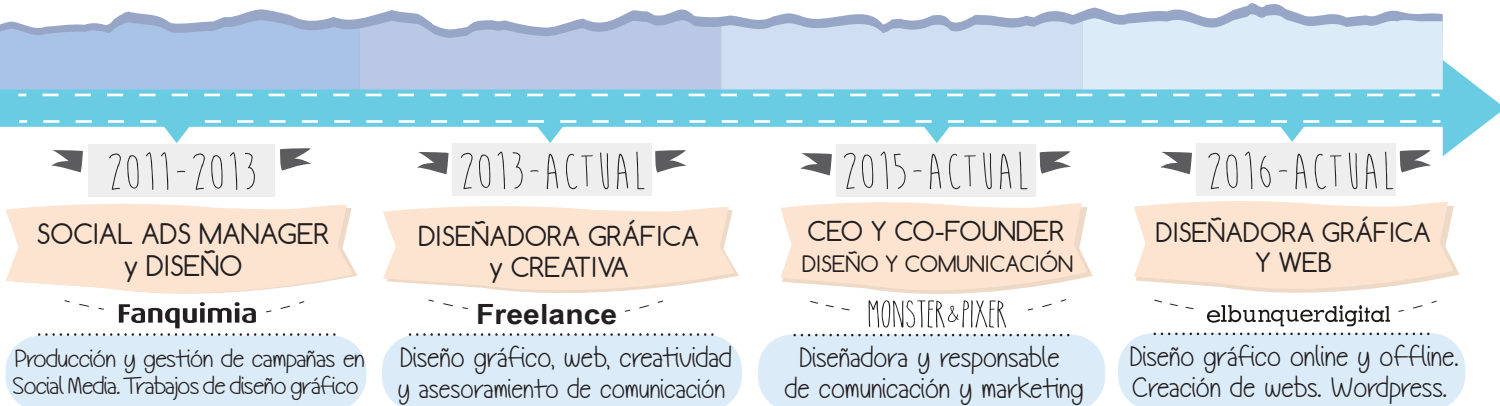 2011-2013
SOCIAL ADS MANAGER
y DISEÑO
Fanquimia
Producción y gestión de campañas en
Social Media. Trabajos de diseño gráfico
2013-ACTUAL
DISEÑADORA GRÁFICA
y CREATIVA
Freelance
Diseño gráfico, web, creatividad
y asesoramiento de comunicación
2015-ACTUAL
CEO Y CO-FOUNDER
DISEÑO Y COMUNICACIÓN
MONSTER&PIXER
Diseñadora y responsable
de comunicación y marketing
2016-ACTUAL
DISEÑADORA GRÁFICA
Y WEB
elbunquerdigital
Diseño gráfico online y offline.
Creación de webs. Wordpress.